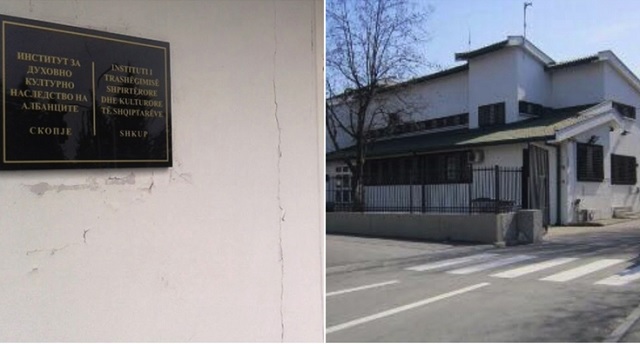 ИНСТИТУТ ЗА
ДУХОВНО
КУЛТУРНО
НАСЛЕДСТВО НА
АЛБАНЦИТЕ
СКОПЈЕ
INSTITUTI I
TRASHËGIMISË
SHPIRTËRORE
DHE KULTURORE
TË SHQIPTARËVE
SHKUP